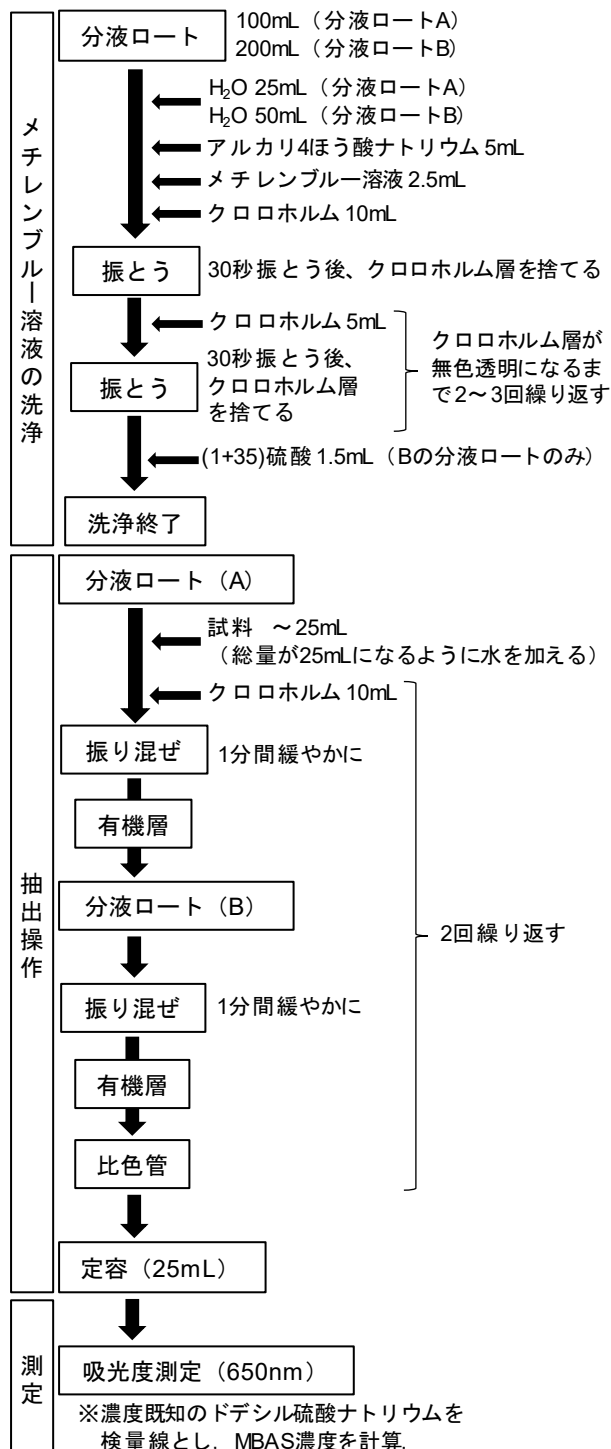 分液ロート
100mL（分液ロートA）
200mL（分液ロートB）
H₂O 25mL（分液ロートA）
H₂O 50mL（分液ロートB）
アルカリ4ほう酸ナトリウム 5mL
メチレンブルー溶液 2.5mL
クロロホルム 10mL
メチレンブルー溶液の洗浄
振とう
30秒振とう後、クロロホルム層を捨てる
クロロホルム 5mL
振とう
30秒振とう後、
クロロホルム層
を捨てる
クロロホルム層が
無色透明になるま
で2〜3回繰り返す
(1+35)硫酸 1.5mL（Bの分液ロートのみ）
洗浄終了
抽出操作
分液ロート（A）
試料　～25mL
（総量が25mLになるように水を加える）
クロロホルム 10mL
振り混ぜ
1分間緩やかに
有機層
分液ロート（B）
2回繰り返す
振り混ぜ
1分間緩やかに
有機層
比色管
定容（25mL）
測定
吸光度測定（650nm）
※濃度既知のドデシル硫酸ナトリウムを
検量線とし，MBAS濃度を計算.